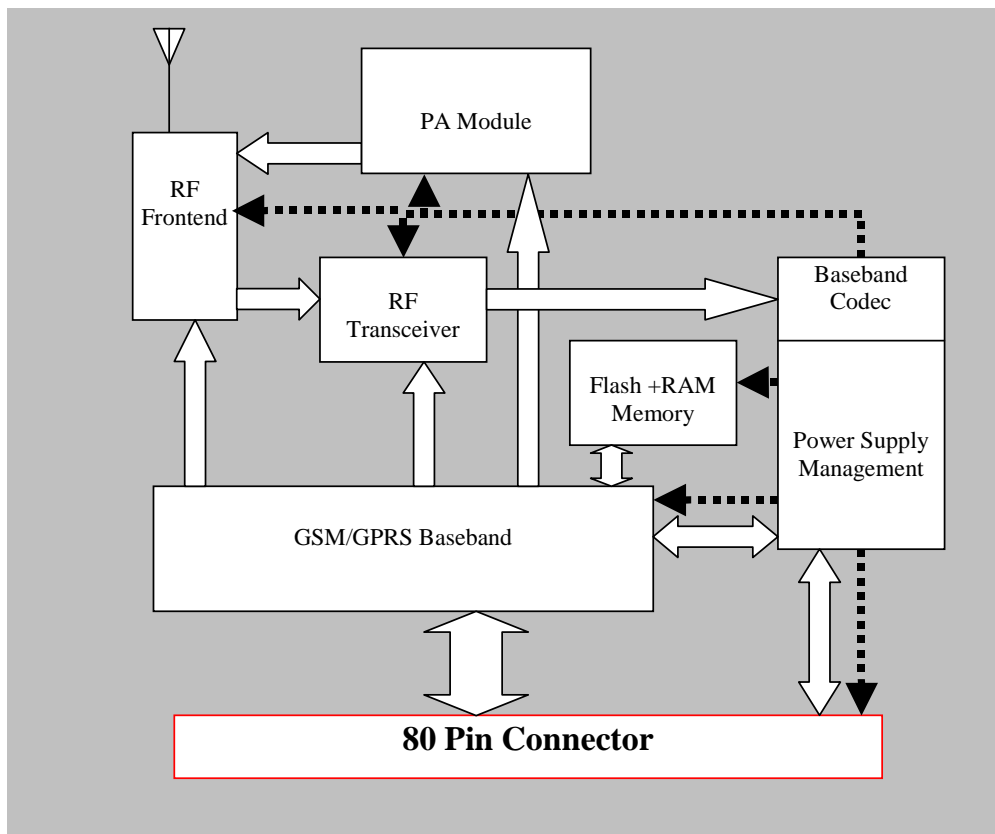 PA Module
RF
Frontend
RF
Transceiver
Baseband
Codec
Flash +RAM
Memory
Power Supply
Management
GSM/GPRS Baseband
80 Pin Connector